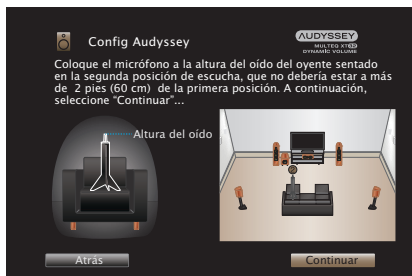 Config Audyssey
AUDYSSEY
MULTEQ XT32
DYNAMIC VOLUME
Coloque el micrófono a la altura del oído del oyente sentado
en la segunda posición de escucha, que no debería estar a más
de 2 pies (60 cm) de la primera posición. A continuación,
seleccione “Continuar”...
Altura del oído
Atrás
Continuar